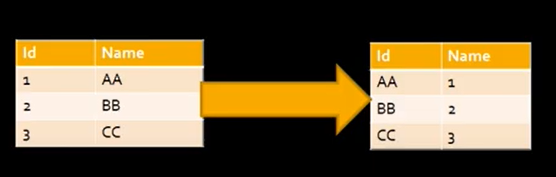 Id Name
1 AA
2 BB
3 CC
Id Name
AA 1
BB 2
CC 3